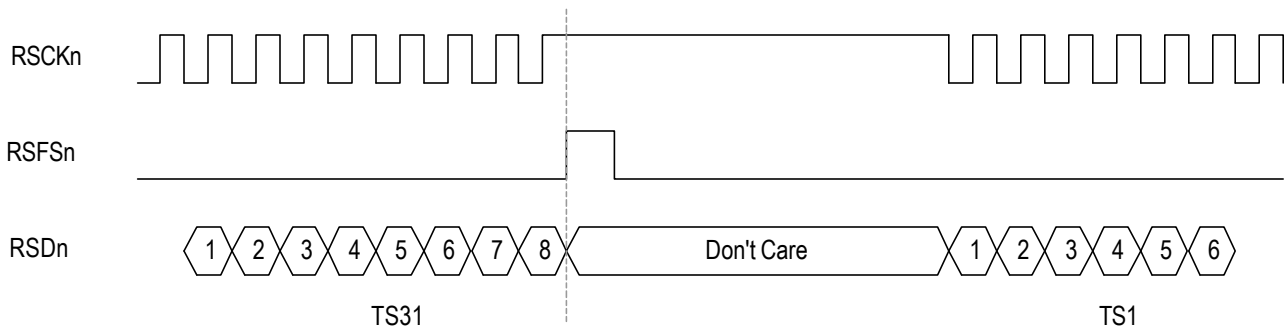 RSCKn
RSFSn
RSDn 1 2 3 4 5 6 7 8 Don't Care 1 2 3 4 5 6
TS31 TS1